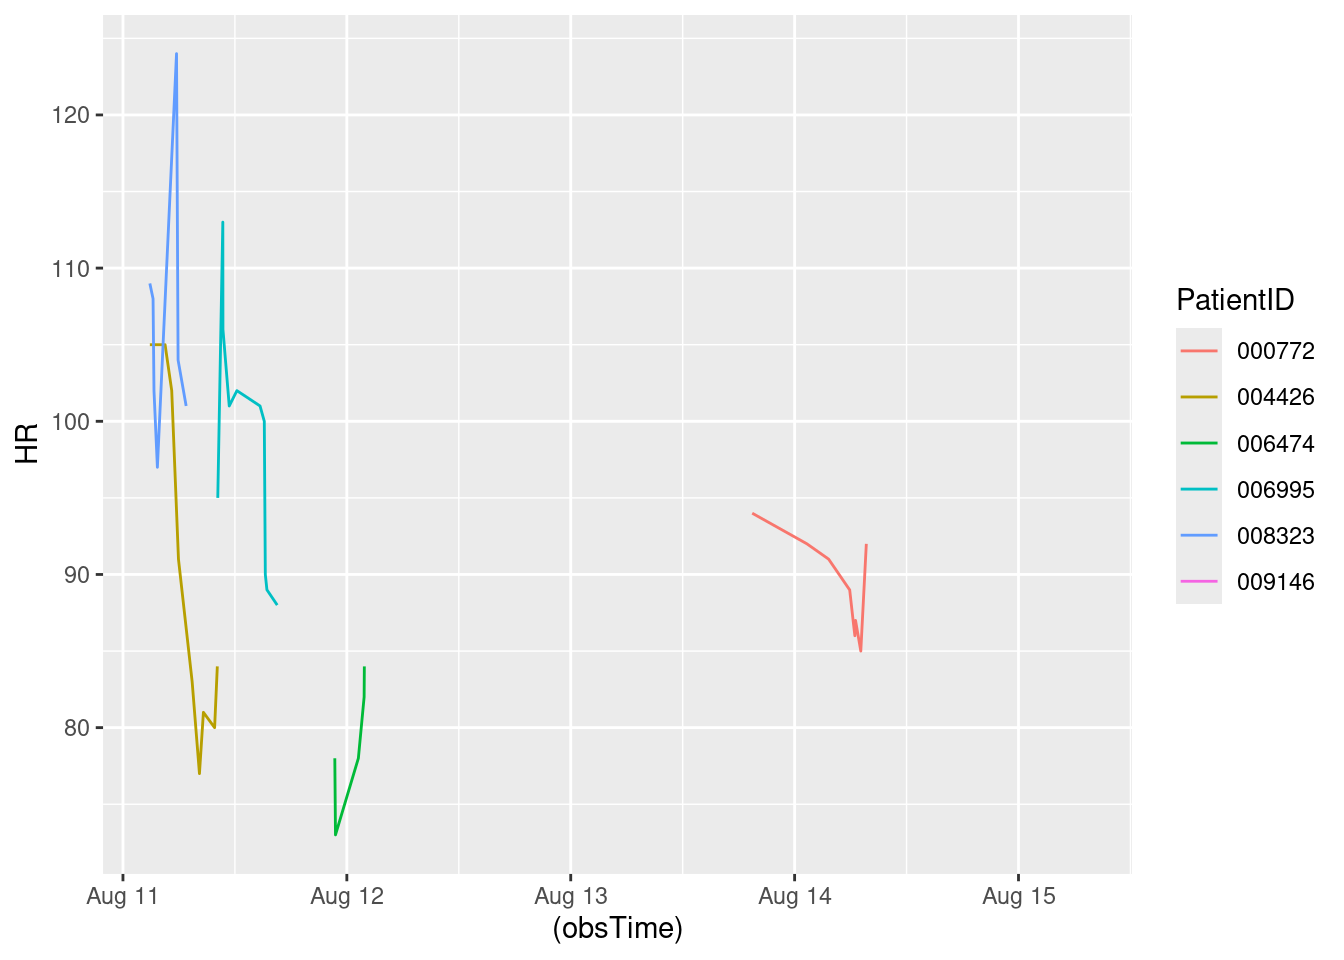 120
110
100
90
80
HR
Aug 11
Aug 12
Aug 13
Aug 14
Aug 15
(obsTime)
PatientID
000772
004426
006474
006995
008323
009146